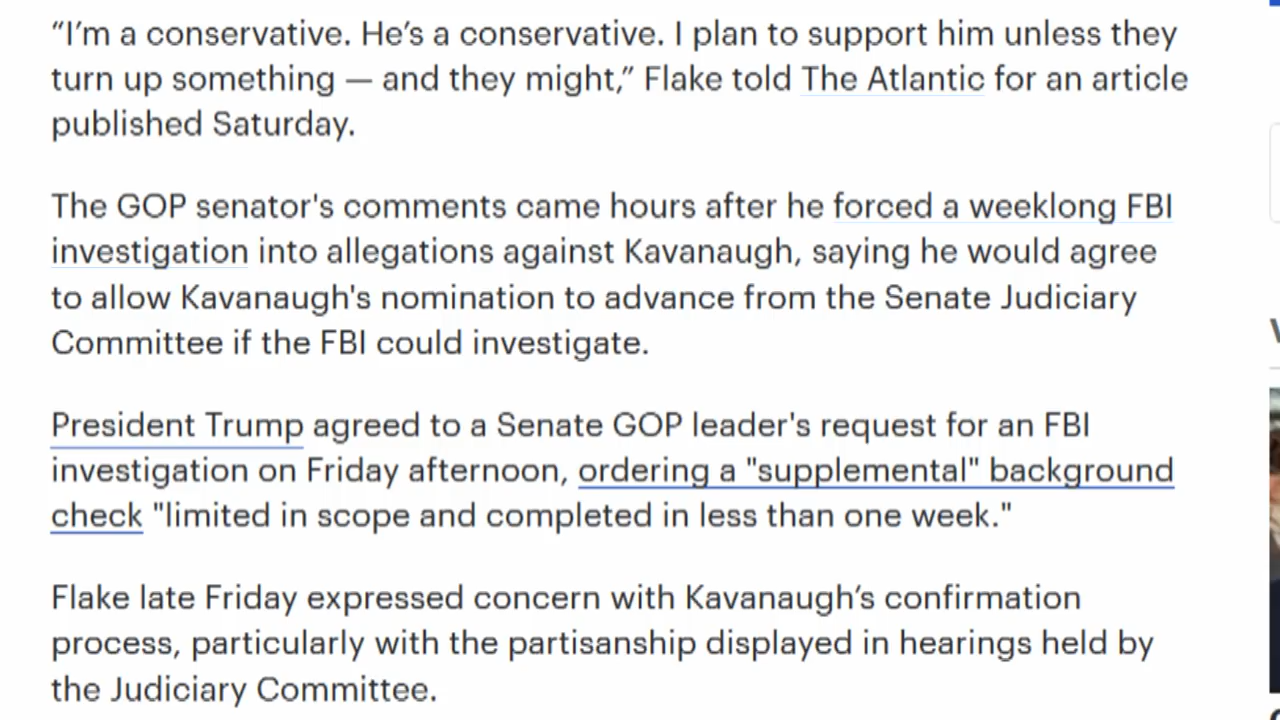 “I’m a conservative. He’s a conservative. I plan to support him unless they
turn up something — and they might,” Flake told The Atlantic for an article
published Saturday.
The GOP senator's comments came hours after he forced a weeklong FBI
investigation into allegations against Kavanaugh, saying he would agree
to allow Kavanaugh's nomination to advance from the Senate Judiciary
Committee if the FBI could investigate.
President Trump agreed to a Senate GOP leader's request for an FBI
investigation on Friday afternoon, ordering a "supplemental" background
check "limited in scope and completed in less than one week."
Flake late Friday expressed concern with Kavanaugh’s confirmation
process, particularly with the partisanship displayed in hearings held by
the Judiciary Committee.